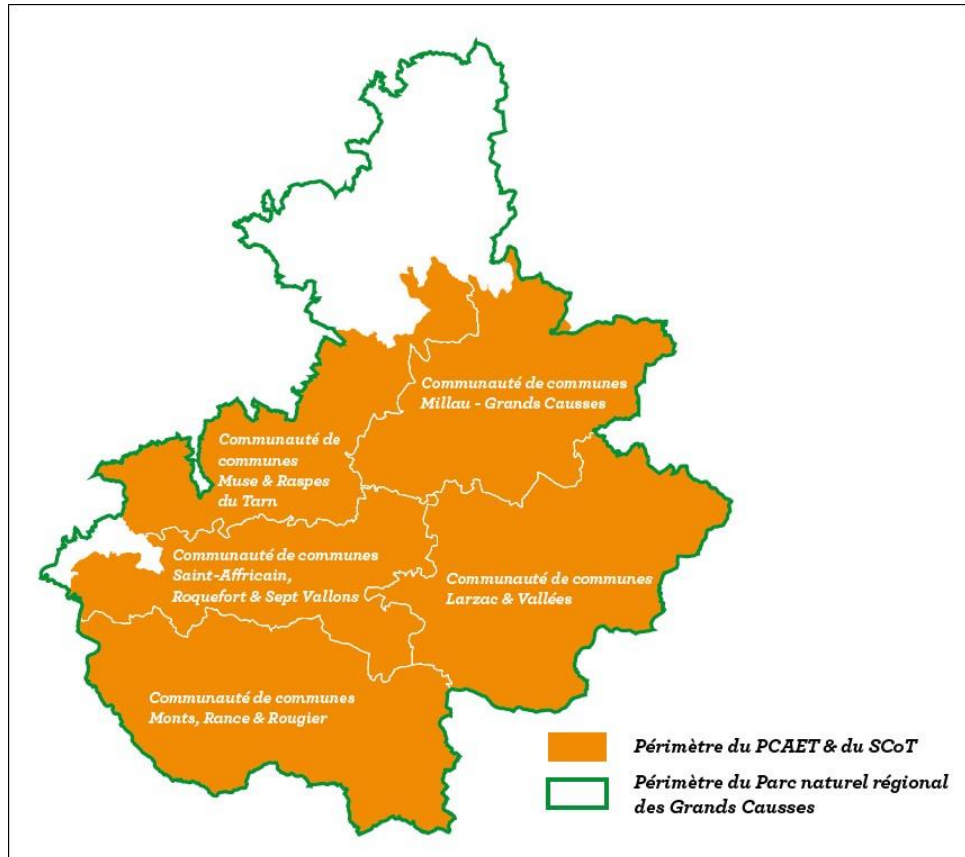 Communauté de communes
Millau - Grands Causses
Communauté de
communes
Muse & Raspes
du Tarn
Communauté de communes
Saint-Affricain,
Roquefort & Sept Vallons
Communauté de communes
Larzac & Vallées
Communauté de communes
Monts, Rance & Rougier
Périmètre du PCAET & du SCoT
Périmètre du Parc naturel régional
des Grands Causses